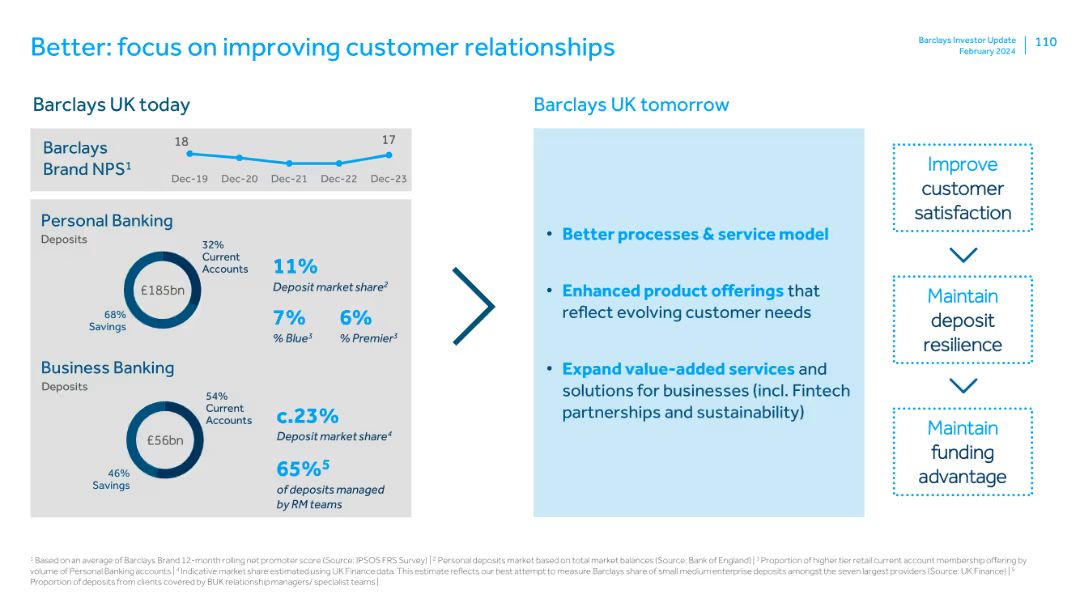 Better: focus on improving customer relationships
Barclays Investor Update
February 2024
110
Barclays UK today
Barclays
Brand NPS¹
18
17
Dec-19 Dec-20 Dec-21 Dec-22 Dec-23
Personal Banking
Deposits
32%
Current
Accounts
£185bn
68%
Savings
11%
Deposit market share²
7%
% Blue³
6%
% Premier³
Business Banking
Deposits
54%
Current
Accounts
£56bn
46%
Savings
c.23%
Deposit market share⁴
65%⁵
of deposits managed
by RM teams
Barclays UK tomorrow
• Better processes & service model
• Enhanced product offerings that
reflect evolving customer needs
• Expand value-added services and
solutions for businesses (incl. Fintech
partnerships and sustainability)
Improve
customer
satisfaction
Maintain
deposit
resilience
Maintain
funding
advantage
¹ Based on an average of Barclays Brand 12-month rolling net promoter score (Source: IPSOS FRS Survey) | ² Personal deposits market based on total market balances (Source: Bank of England) | ³ Proportion of higher tier retail current account membership offering by
volume of Personal Banking accounts | ⁴ Indicative market share estimated using UK Finance data. This estimate reflects our best attempt to measure Barclays share of small medium enterprise deposits amongst the seven largest providers (Source: UK Finance) | ⁵
Proportion of deposits from clients covered by BUK relationship managers/ specialist teams |